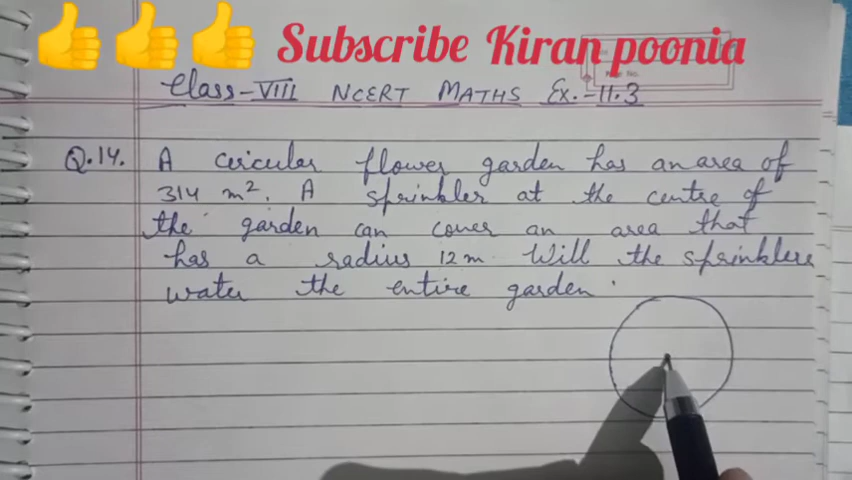 Subscribe Kiran poonia
Class-VIII NCERT MATHS Ex.-11.3
Q.14. A circular flower garden has an area of
314 m². A sprinkler at the centre of
the garden can cover an area that
has a radius 12 m. Will the sprinklere
water the entire garden.